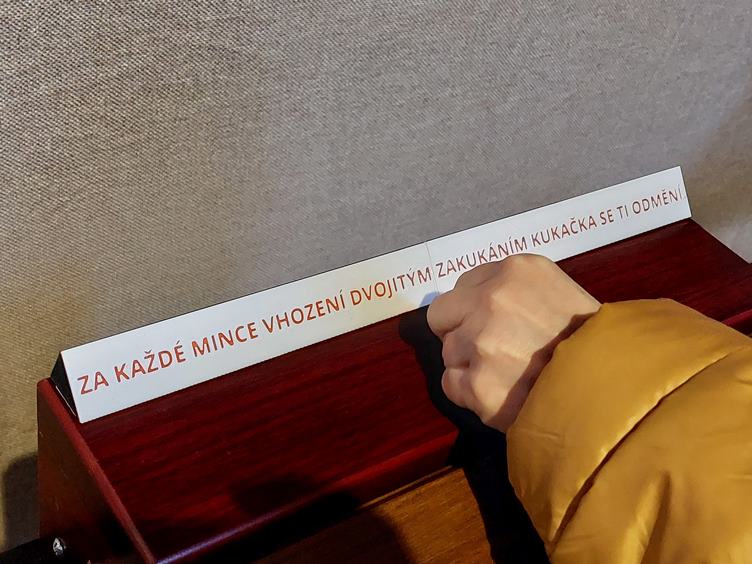 ZA KAŽDÉ MINCE VHOZENÍ DVOJITÝM ZAKUKÁNÍM KUKAČKA SE TI ODMĚNÍ.